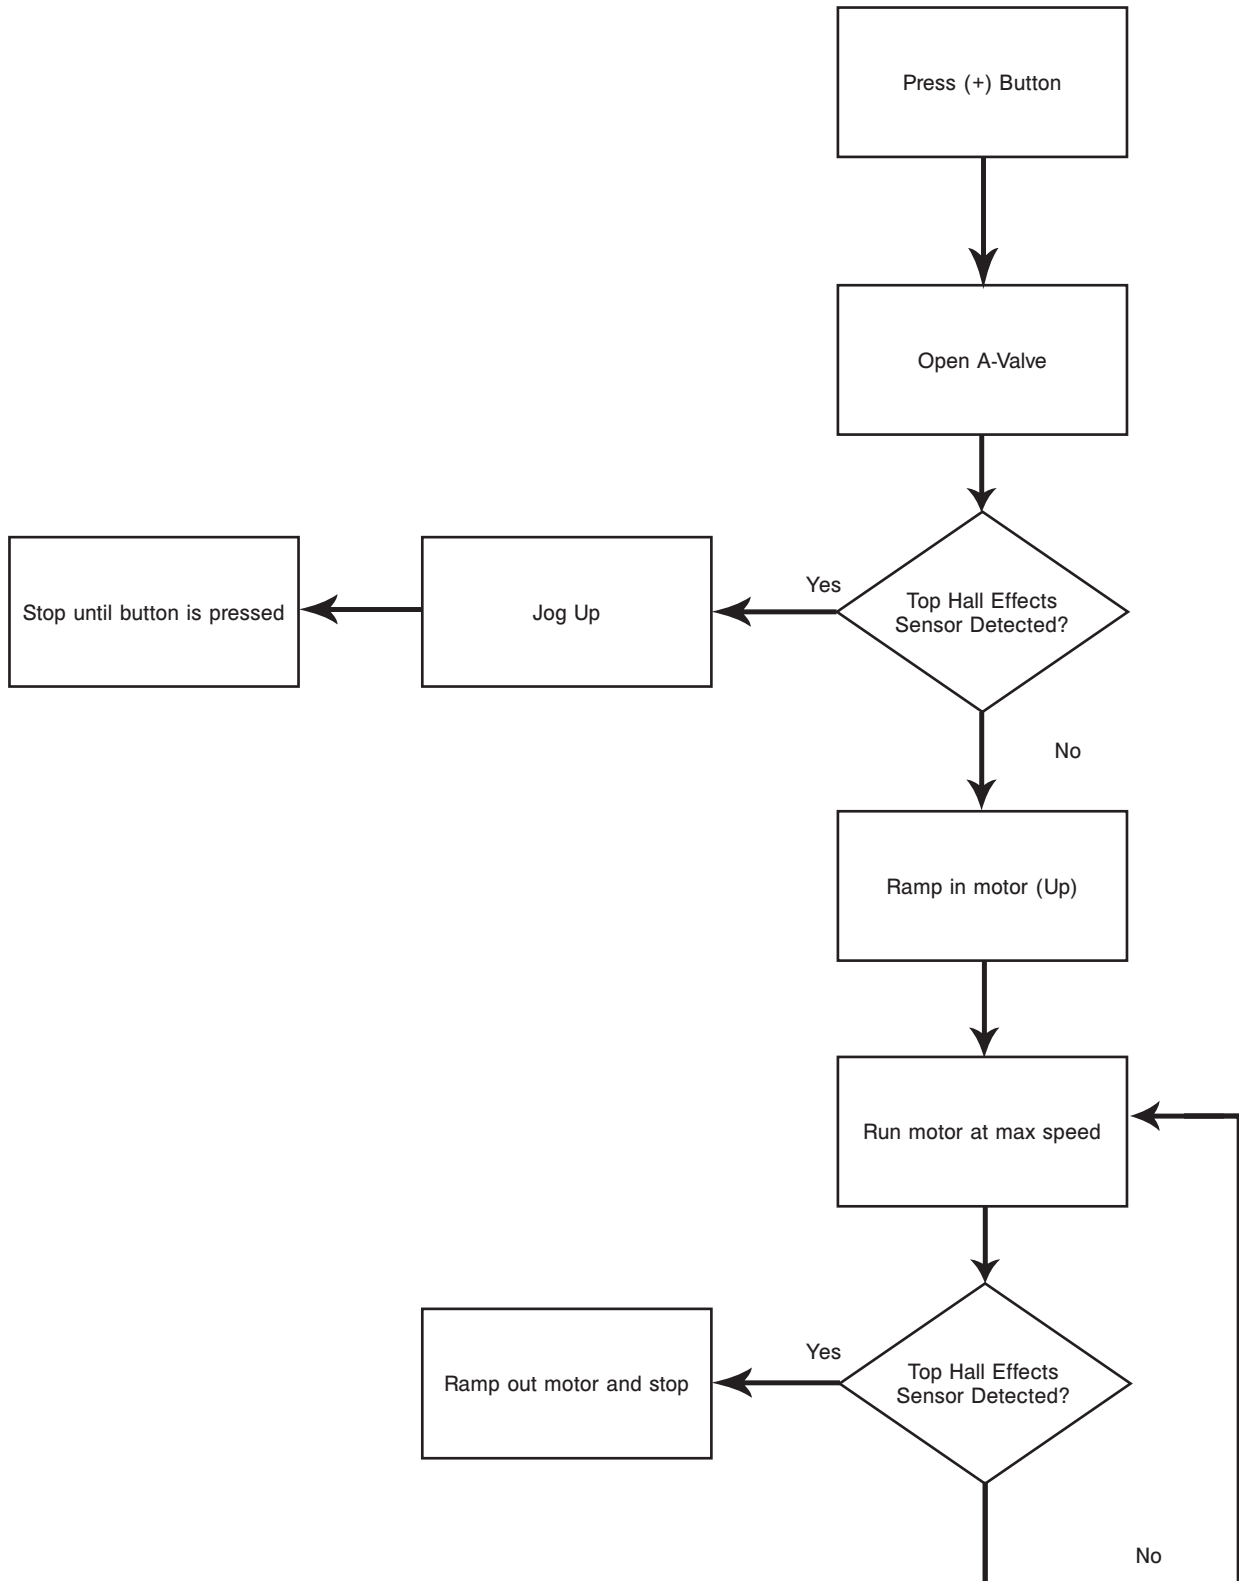 Press (+) Button
Open A-Valve
Yes
Top Hall Effects
Sensor Detected?
Jog Up
Stop until button is pressed
No
Ramp in motor (Up)
Run motor at max speed
Yes
Top Hall Effects
Sensor Detected?
Ramp out motor and stop
No